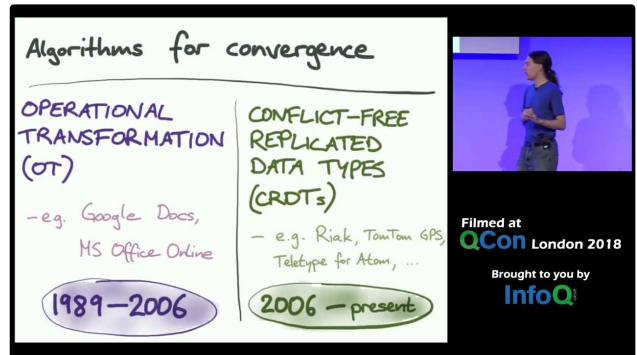 Algorithms for convergence
OPERATIONAL
TRANSFORMATION
(OT)
- e.g. Google Docs,
MS Office Online
1989-2006
CONFLICT-FREE
REPLICATED
DATA TYPES
(CRDTs)
- e.g. Riak, TomTom GPS,
Teletype for Atom, ...
2006 - present
Filmed at
QCon London 2018
Brought to you by
InfoQ